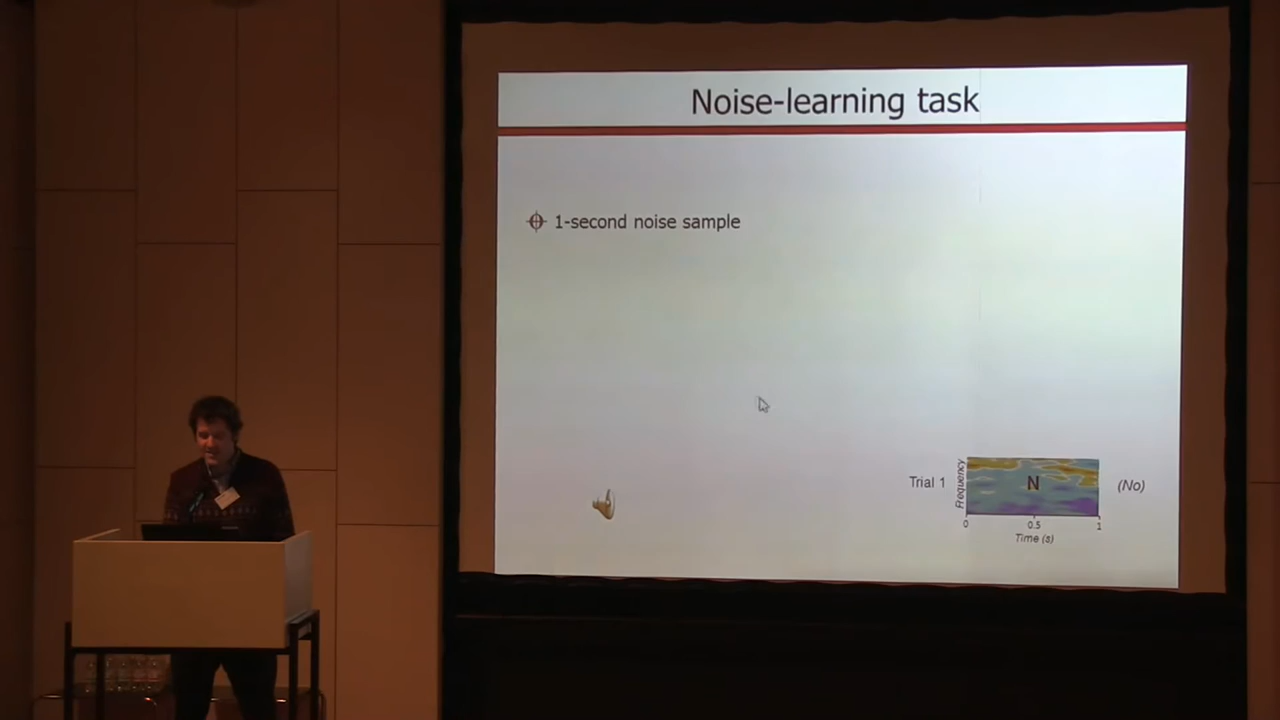 Noise-learning task
1-second noise sample
Trial 1
Frequency
N
(No)
0 0.5 1
Time (s)